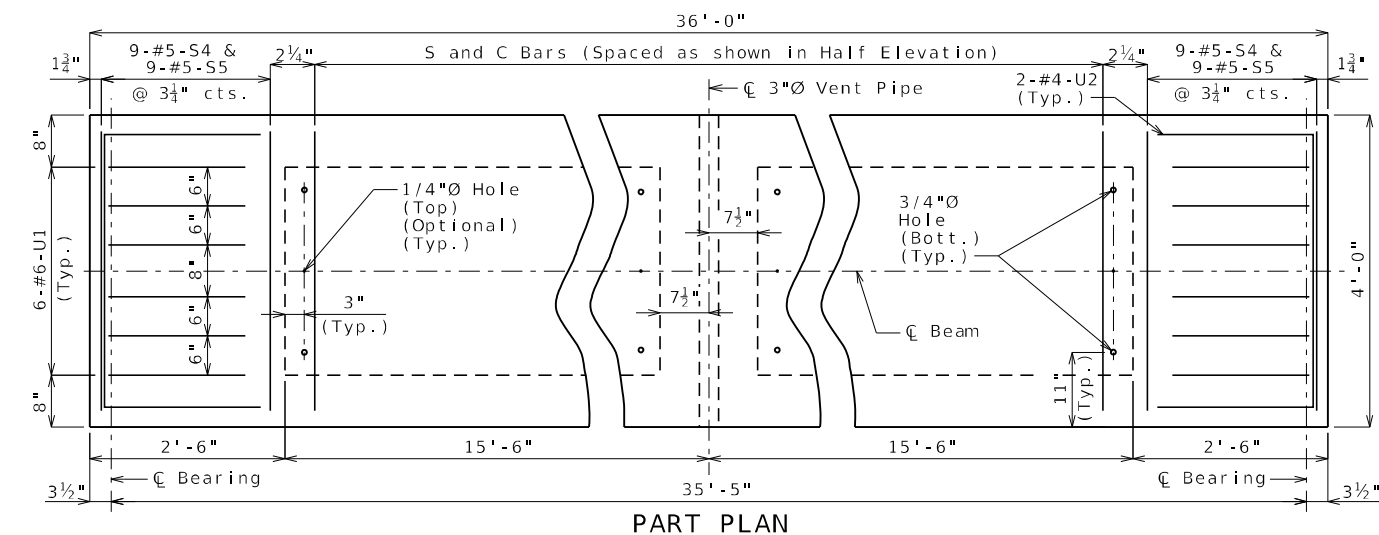 36'-0"
9-#5-S4 &
9-#5-S5
@ 3¼" cts.
1¾"
2¼"
S and C Bars (Spaced as shown in Half Elevation)
2¼"
9-#5-S4 &
9-#5-S5
@ 3¼" cts.
1¾"
℄ 3"Ø Vent Pipe
2-#4-U2
(Typ.)
8"
6-#6-U1
(Typ.)
8"
6"
6"
8"
6"
6"
1/4"Ø Hole
(Top)
(Optional)
(Typ.)
3"
(Typ.)
7½"
7½"
3/4"Ø
Hole
(Bott.)
(Typ.)
℄ Beam
11"
(Typ.)
4'-0"
2'-6"
15'-6"
15'-6"
2'-6"
℄ Bearing
℄ Bearing
3½"
35'-5"
3½"
PART PLAN